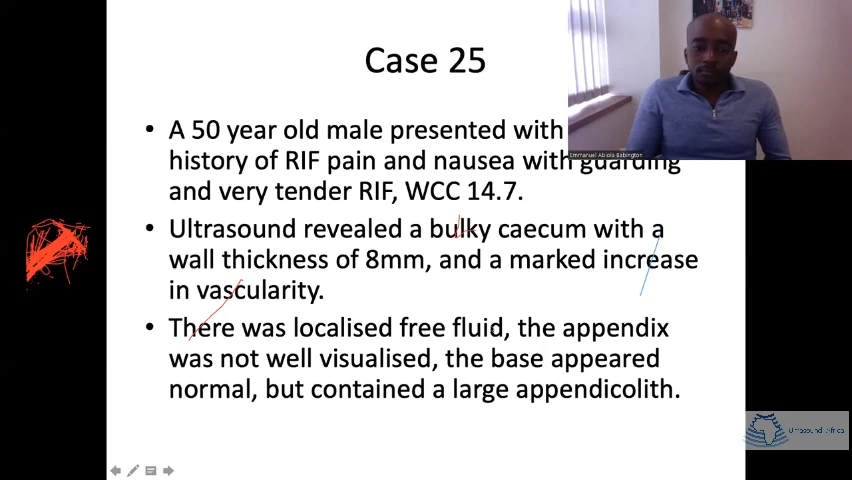 Case 25
• A 50 year old male presented with
history of RIF pain and nausea with guarding
and very tender RIF, WCC 14.7.
• Ultrasound revealed a bulky caecum with a
wall thickness of 8mm, and a marked increase
in vascularity.
• There was localised free fluid, the appendix
was not well visualised, the base appeared
normal, but contained a large appendicolith.
Emmanuel Abiola Babington
Ultrasound Africa